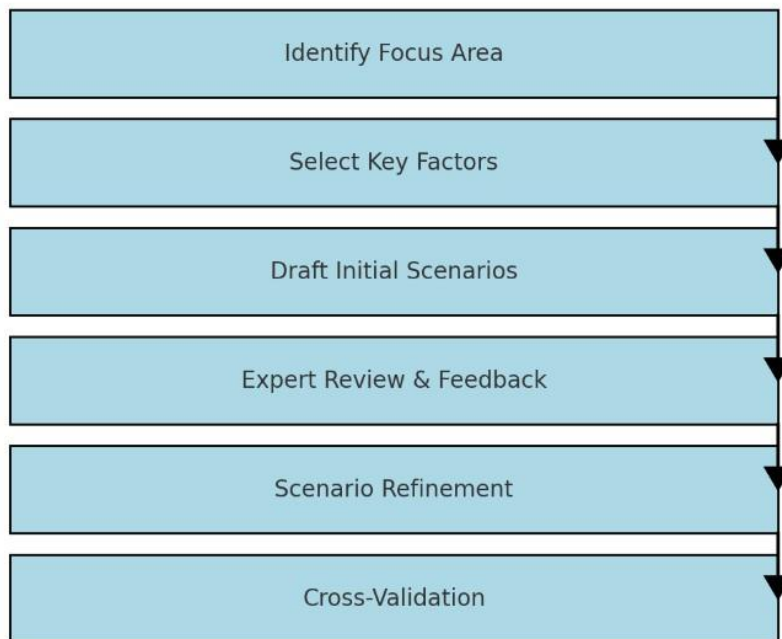 Identify Focus Area
Select Key Factors
Draft Initial Scenarios
Expert Review & Feedback
Scenario Refinement
Cross-Validation